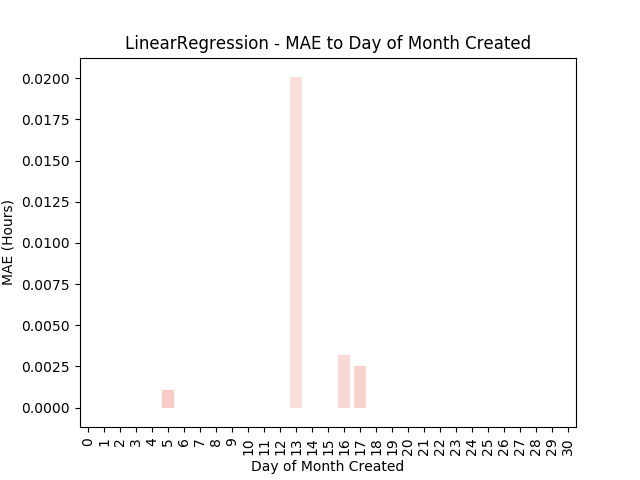 LinearRegression - MAE to Day of Month Created
MAE (Hours)
0.0200
0.0175
0.0150
0.0125
0.0100
0.0075
0.0050
0.0025
0.0000
0 1 2 3 4 5 6 7 8 9 10 11 12 13 14 15 16 17 18 19 20 21 22 23 24 25 26 27 28 29 30
Day of Month Created